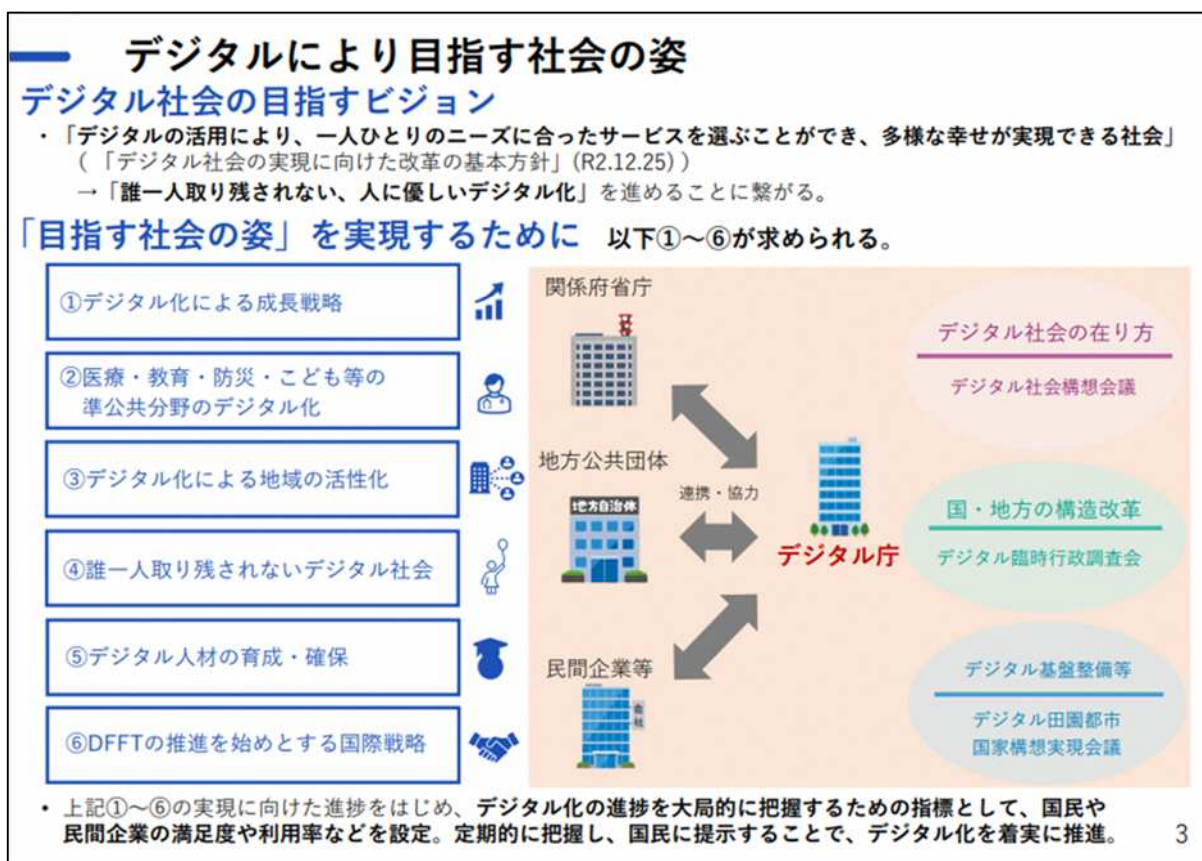 デジタルにより目指す社会の姿
デジタル社会の目指すビジョン
・「デジタルの活用により、一人ひとりのニーズに合ったサービスを選ぶことができ、多様な幸せが実現できる社会」
（「デジタル社会の実現に向けた改革の基本方針」(R2.12.25)）
→「誰一人取り残されない、人に優しいデジタル化」を進めることに繋がる。
「目指す社会の姿」を実現するために 以下①～⑥が求められる。
①デジタル化による成長戦略
②医療・教育・防災・こども等の
準公共分野のデジタル化
③デジタル化による地域の活性化
④誰一人取り残されないデジタル社会
⑤デジタル人材の育成・確保
⑥DFFTの推進を始めとする国際戦略
関係府省庁
地方公共団体
地方自治体
民間企業等
会社
連携・協力
デジタル庁
デジタル社会の在り方
デジタル社会構想会議
国・地方の構造改革
デジタル臨時行政調査会
デジタル基盤整備等
デジタル田園都市
国家構想実現会議
・上記①～⑥の実現に向けた進捗をはじめ、デジタル化の進捗を大局的に把握するための指標として、国民や
民間企業の満足度や利用率などを設定。定期的に把握し、国民に提示することで、デジタル化を着実に推進。
3